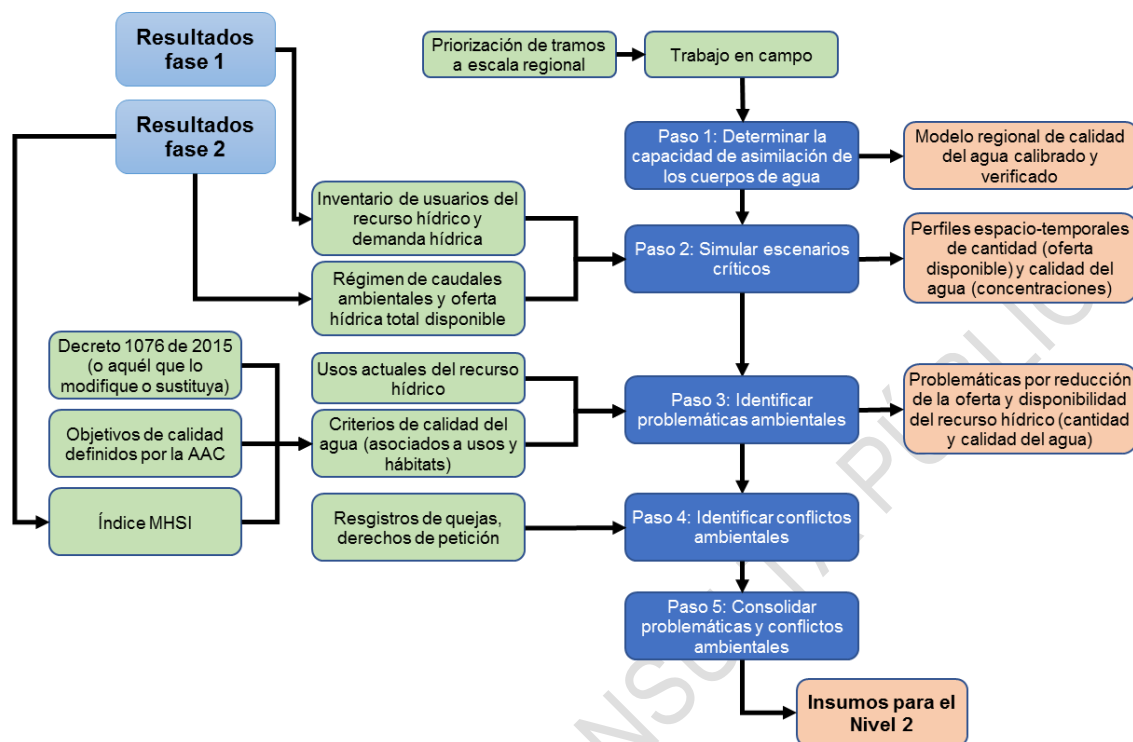 Resultados
fase 1
Resultados
fase 2
Priorización de tramos
a escala regional
Trabajo en campo
Paso 1: Determinar la
capacidad de asimilación de
los cuerpos de agua
Modelo regional de calidad
del agua calibrado y
verificado
Inventario de usuarios del
recurso hídrico y
demanda hídrica
Régimen de caudales
ambientales y oferta
hídrica total disponible
Paso 2: Simular escenarios
críticos
Perfiles espacio-temporales
de cantidad (oferta
disponible) y calidad del
agua (concentraciones)
Decreto 1076 de 2015
(o aquél que lo
modifique o sustituya)
Objetivos de calidad
definidos por la AAC
Índice MHSI
Usos actuales del recurso
hídrico
Criterios de calidad del
agua (asociados a usos y
hábitats)
Paso 3: Identificar
problemáticas ambientales
Problemáticas por reducción
de la oferta y disponibilidad
del recurso hídrico (cantidad
y calidad del agua)
Resgistros de quejas,
derechos de petición
Paso 4: Identificar conflictos
ambientales
Paso 5: Consolidar
problemáticas y conflictos
ambientales
Insumos para el
Nivel 2